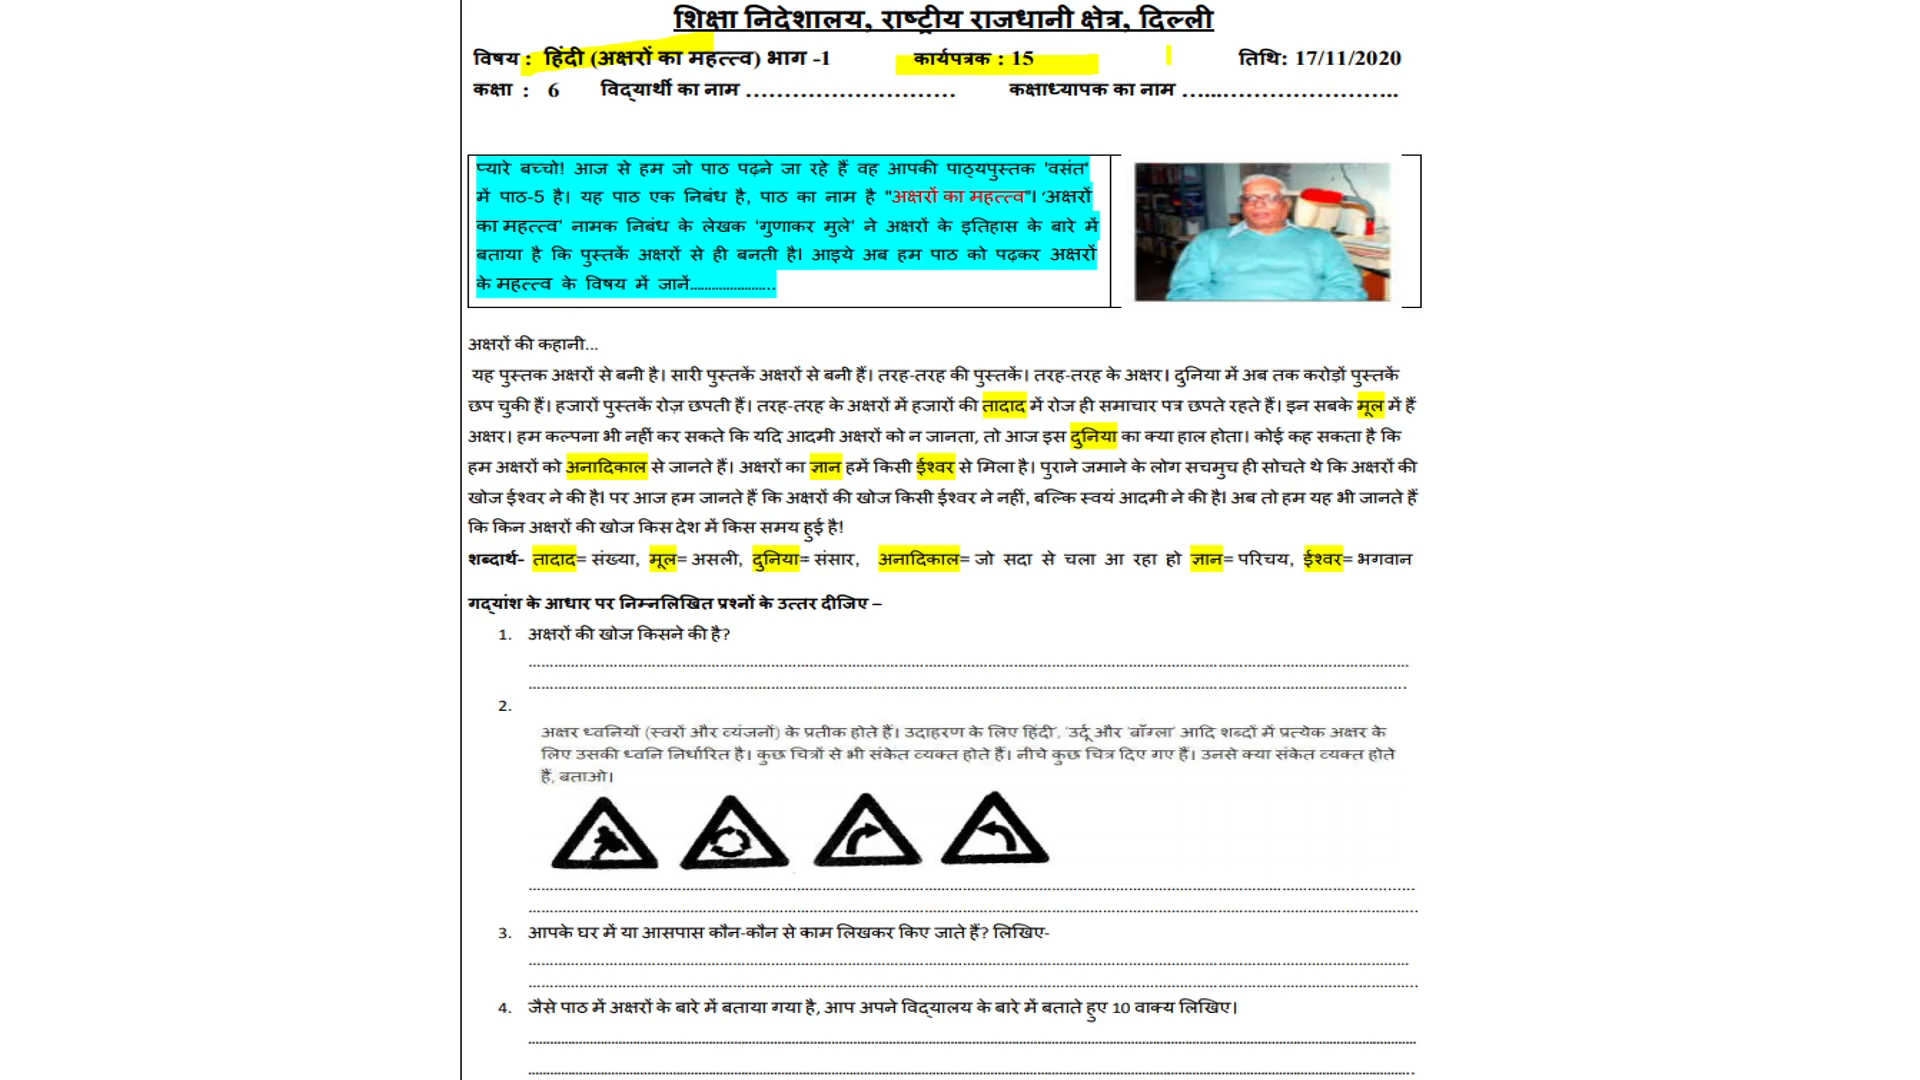 शिक्षा निदेशालय, राष्ट्रीय राजधानी क्षेत्र, दिल्ली
विषय : हिंदी (अक्षरों का महत्त्व) भाग -1 कार्यपत्रक : 15 तिथि: 17/11/2020
कक्षा : 6 विद्यार्थी का नाम ……………………… कक्षाध्यापक का नाम …...…………………..
प्यारे बच्चो! आज से हम जो पाठ पढ़ने जा रहे हैं वह आपकी पाठ्यपुस्तक 'वसंत'
में पाठ-5 है। यह पाठ एक निबंध है, पाठ का नाम है "अक्षरों का महत्त्व"। 'अक्षरों
का महत्त्व' नामक निबंध के लेखक 'गुणाकर मुले' ने अक्षरों के इतिहास के बारे में
बताया है कि पुस्तकें अक्षरों से ही बनती है। आइये अब हम पाठ को पढ़कर अक्षरों
के महत्त्व के विषय में जानें........................
अक्षरों की कहानी...
यह पुस्तक अक्षरों से बनी है। सारी पुस्तकें अक्षरों से बनी हैं। तरह-तरह की पुस्तकें। तरह-तरह के अक्षर। दुनिया में अब तक करोड़ों पुस्तकें
छप चुकी हैं। हजारों पुस्तकें रोज़ छपती हैं। तरह-तरह के अक्षरों में हजारों की तादाद में रोज ही समाचार पत्र छपते रहते हैं। इन सबके मूल में हैं
अक्षर। हम कल्पना भी नहीं कर सकते कि यदि आदमी अक्षरों को न जानता, तो आज इस दुनिया का क्या हाल होता। कोई कह सकता है कि
हम अक्षरों को अनादिकाल से जानते हैं। अक्षरों का ज्ञान हमें किसी ईश्वर से मिला है। पुराने जमाने के लोग सचमुच ही सोचते थे कि अक्षरों की
खोज ईश्वर ने की है। पर आज हम जानते हैं कि अक्षरों की खोज किसी ईश्वर ने नहीं, बल्कि स्वयं आदमी ने की है। अब तो हम यह भी जानते हैं
कि किन अक्षरों की खोज किस देश में किस समय हुई है!
शब्दार्थ- तादाद= संख्या, मूल= असली, दुनिया= संसार, अनादिकाल= जो सदा से चला आ रहा हो ज्ञान= परिचय, ईश्वर= भगवान
गद्यांश के आधार पर निम्नलिखित प्रश्नों के उत्तर दीजिए –
1. अक्षरों की खोज किसने की है?
2.
अक्षर ध्वनियों (स्वरों और व्यंजनों) के प्रतीक होते हैं। उदाहरण के लिए हिंदी', 'उर्दू और 'बाँग्ला' आदि शब्दों में प्रत्येक अक्षर के
लिए उसकी ध्वनि निर्धारित है। कुछ चित्रों से भी संकेत व्यक्त होते हैं। नीचे कुछ चित्र दिए गए हैं। उनसे क्या संकेत व्यक्त होते
हैं, बताओ।
3. आपके घर में या आसपास कौन-कौन से काम लिखकर किए जाते हैं? लिखिए-
4. जैसे पाठ में अक्षरों के बारे में बताया गया है, आप अपने विद्यालय के बारे में बताते हुए 10 वाक्य लिखिए।